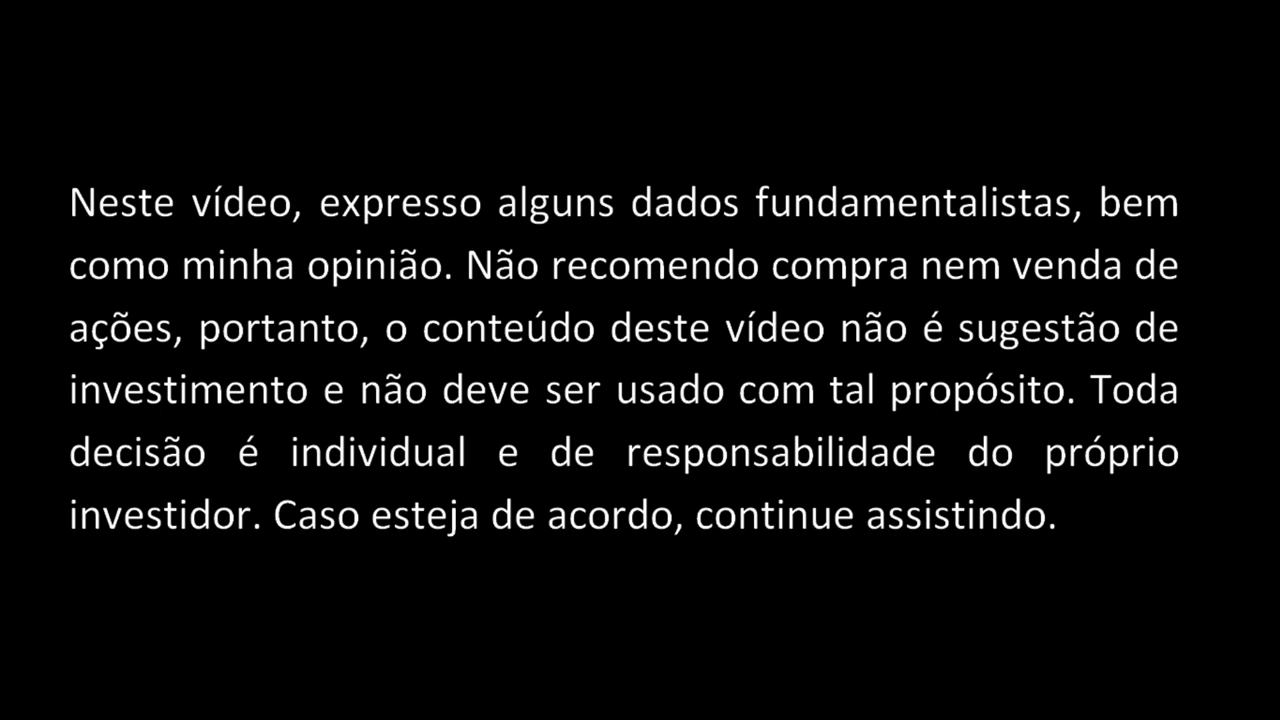 Neste vídeo, expresso alguns dados fundamentalistas, bem
como minha opinião. Não recomendo compra nem venda de
ações, portanto, o conteúdo deste vídeo não é sugestão de
investimento e não deve ser usado com tal propósito. Toda
decisão é individual e de responsabilidade do próprio
investidor. Caso esteja de acordo, continue assistindo.